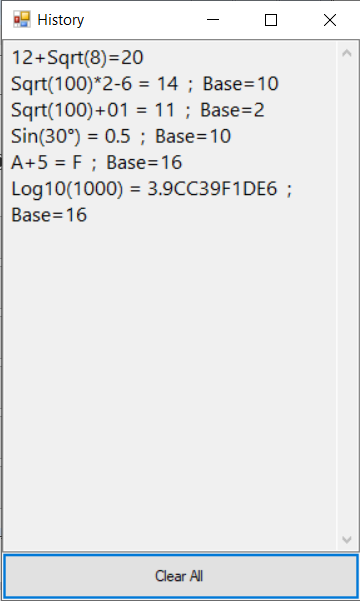 History
12+Sqrt(8)=20
Sqrt(100)*2-6 = 14 ; Base=10
Sqrt(100)+01 = 11 ; Base=2
Sin(30°) = 0.5 ; Base=10
A+5 = F ; Base=16
Log10(1000) = 3.9CC39F1DE6 ;
Base=16
Clear All